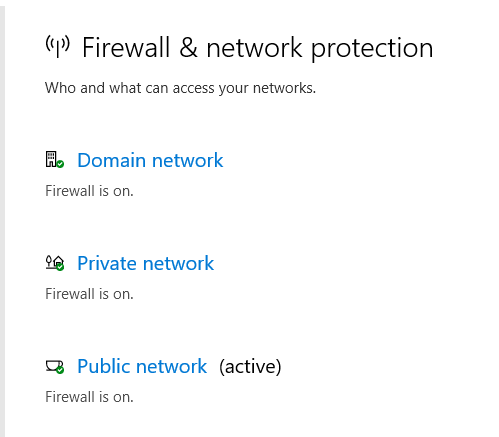 Firewall & network protection
Who and what can access your networks.
Domain network
Firewall is on.
Private network
Firewall is on.
Public network (active)
Firewall is on.